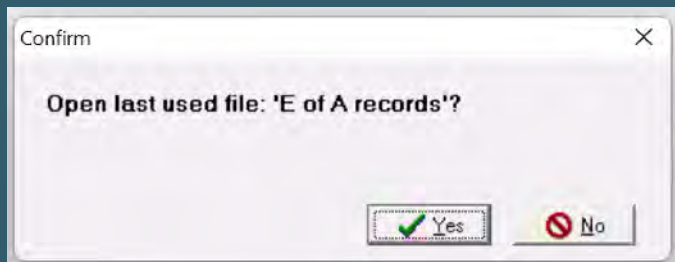 Confirm
Open last used file: 'E of A records'?
Yes
No